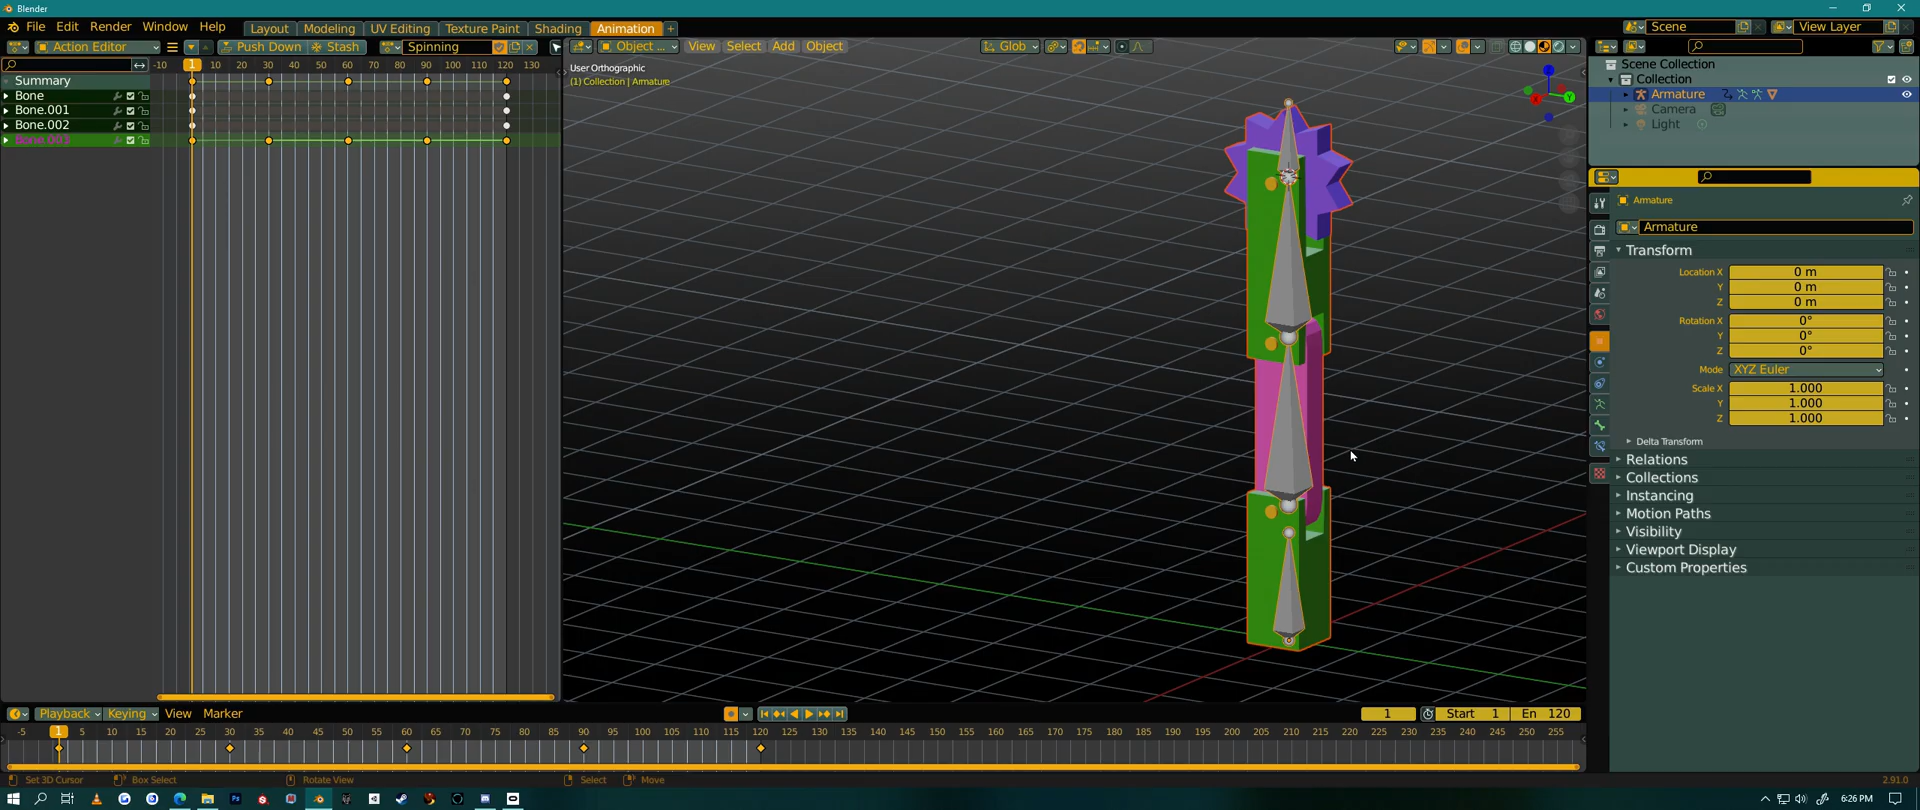 Blender
File Edit Render Window Help Layout Modeling UV Editing Texture Paint Shading Animation + Scene View Layer
Action Editor Push Down Stash Spinning Object ... View Select Add Object Glob
-10 1 10 20 30 40 50 60 70 80 90 100 110 120 130
Summary
Bone
Bone.001
Bone.002
Bone.003
User Orthographic
(1) Collection | Armature
Z
X
Y
Scene Collection
Collection
Armature
Camera
Light
Armature
Armature
Transform
Location X 0 m
Y 0 m
Z 0 m
Rotation X 0°
Y 0°
Z 0°
Mode XYZ Euler
Scale X 1.000
Y 1.000
Z 1.000
Delta Transform
Relations
Collections
Instancing
Motion Paths
Visibility
Viewport Display
Custom Properties
Playback Keying View Marker 1 Start 1 En 120
-5 1 5 10 15 20 25 30 35 40 45 50 55 60 65 70 75 80 85 90 95 100 105 110 115 120 125 130 135 140 145 150 155 160 165 170 175 180 185 190 195 200 205 210 215 220 225 230 235 240 245 250 255
Set 3D Cursor Box Select Rotate View Select Move 2.91.0
6:26 PM